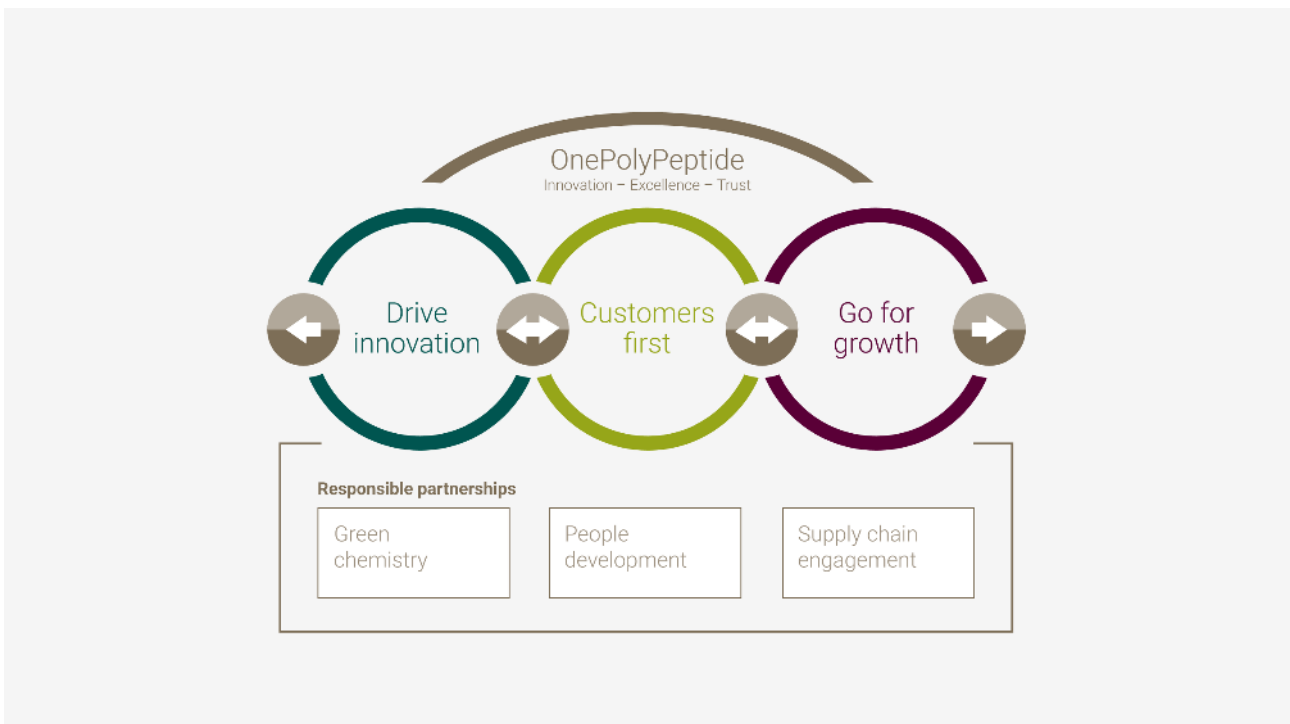 OnePolyPeptide
Innovation – Excellence – Trust
Drive
innovation
Customers
first
Go for
growth
Responsible partnerships
Green
chemistry
People
development
Supply chain
engagement